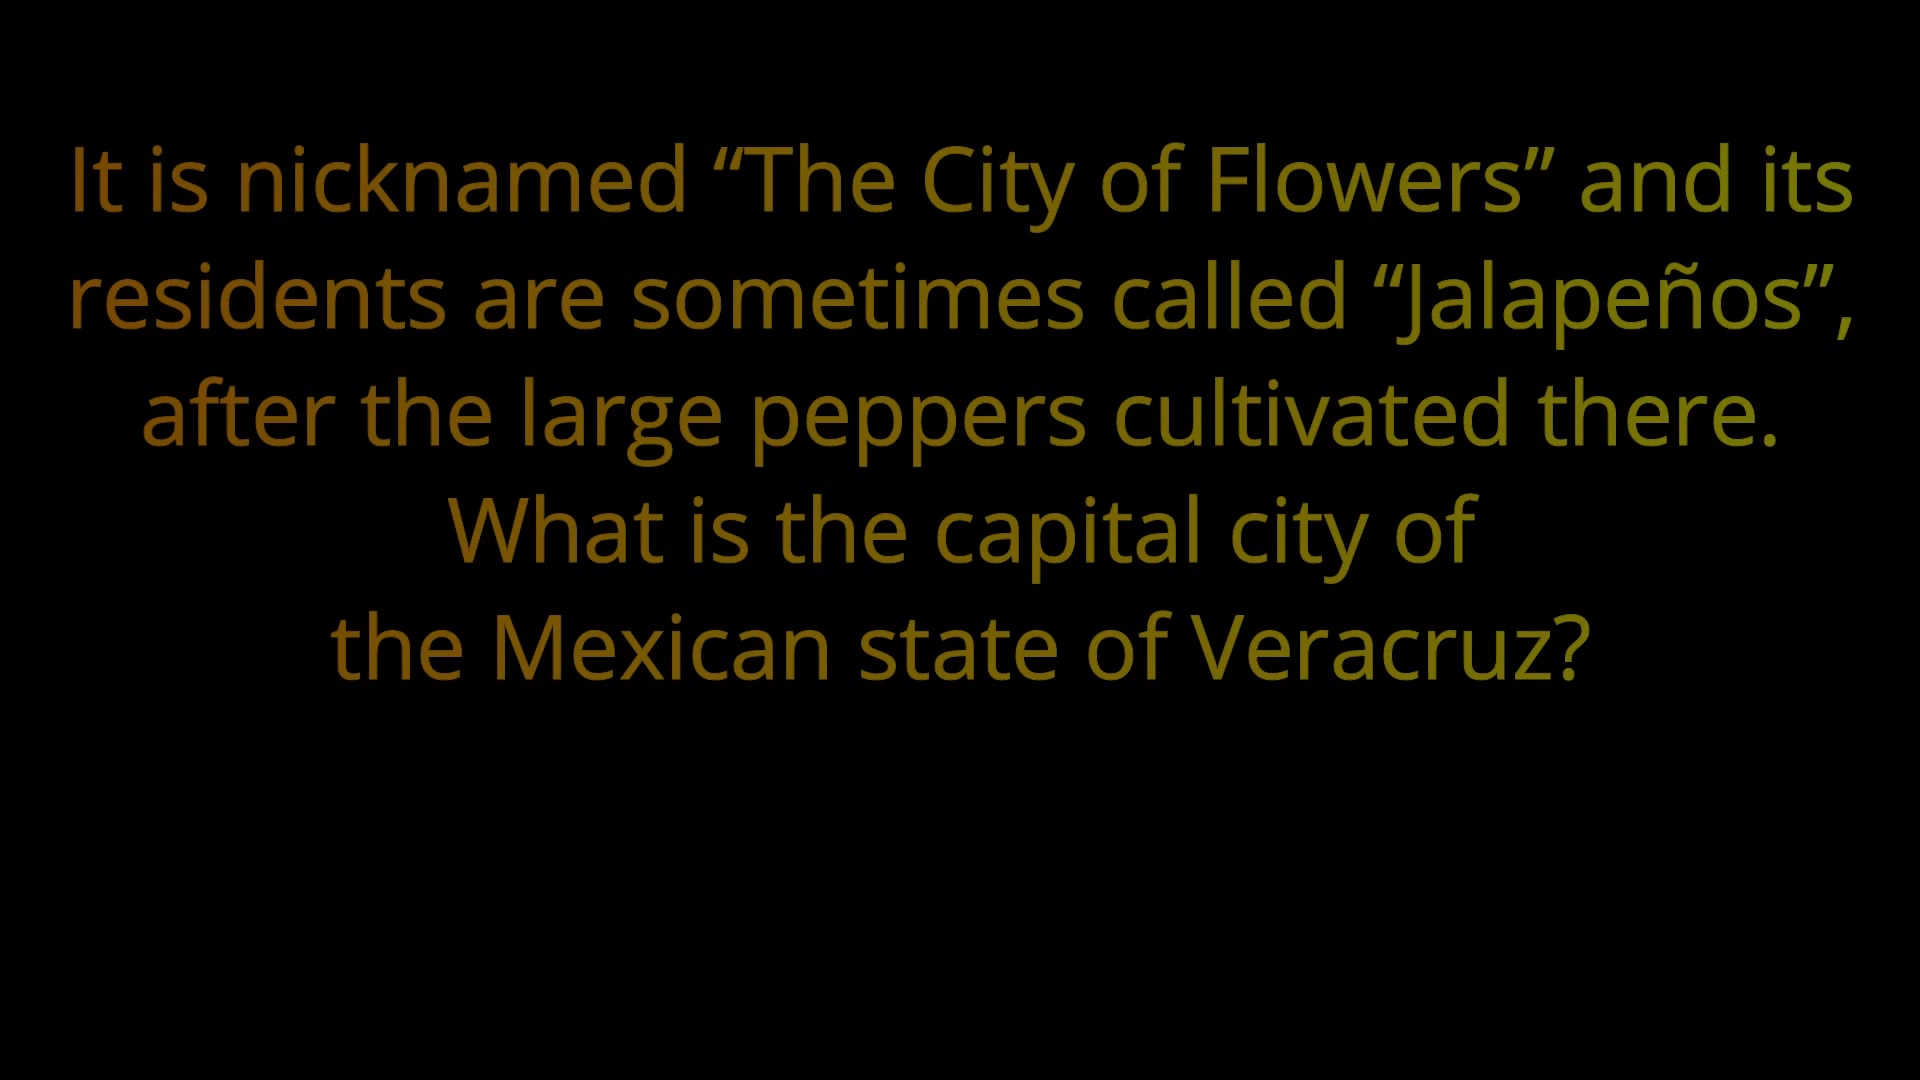 It is nicknamed “The City of Flowers” and its
residents are sometimes called “Jalapeños”,
after the large peppers cultivated there.
What is the capital city of
the Mexican state of Veracruz?